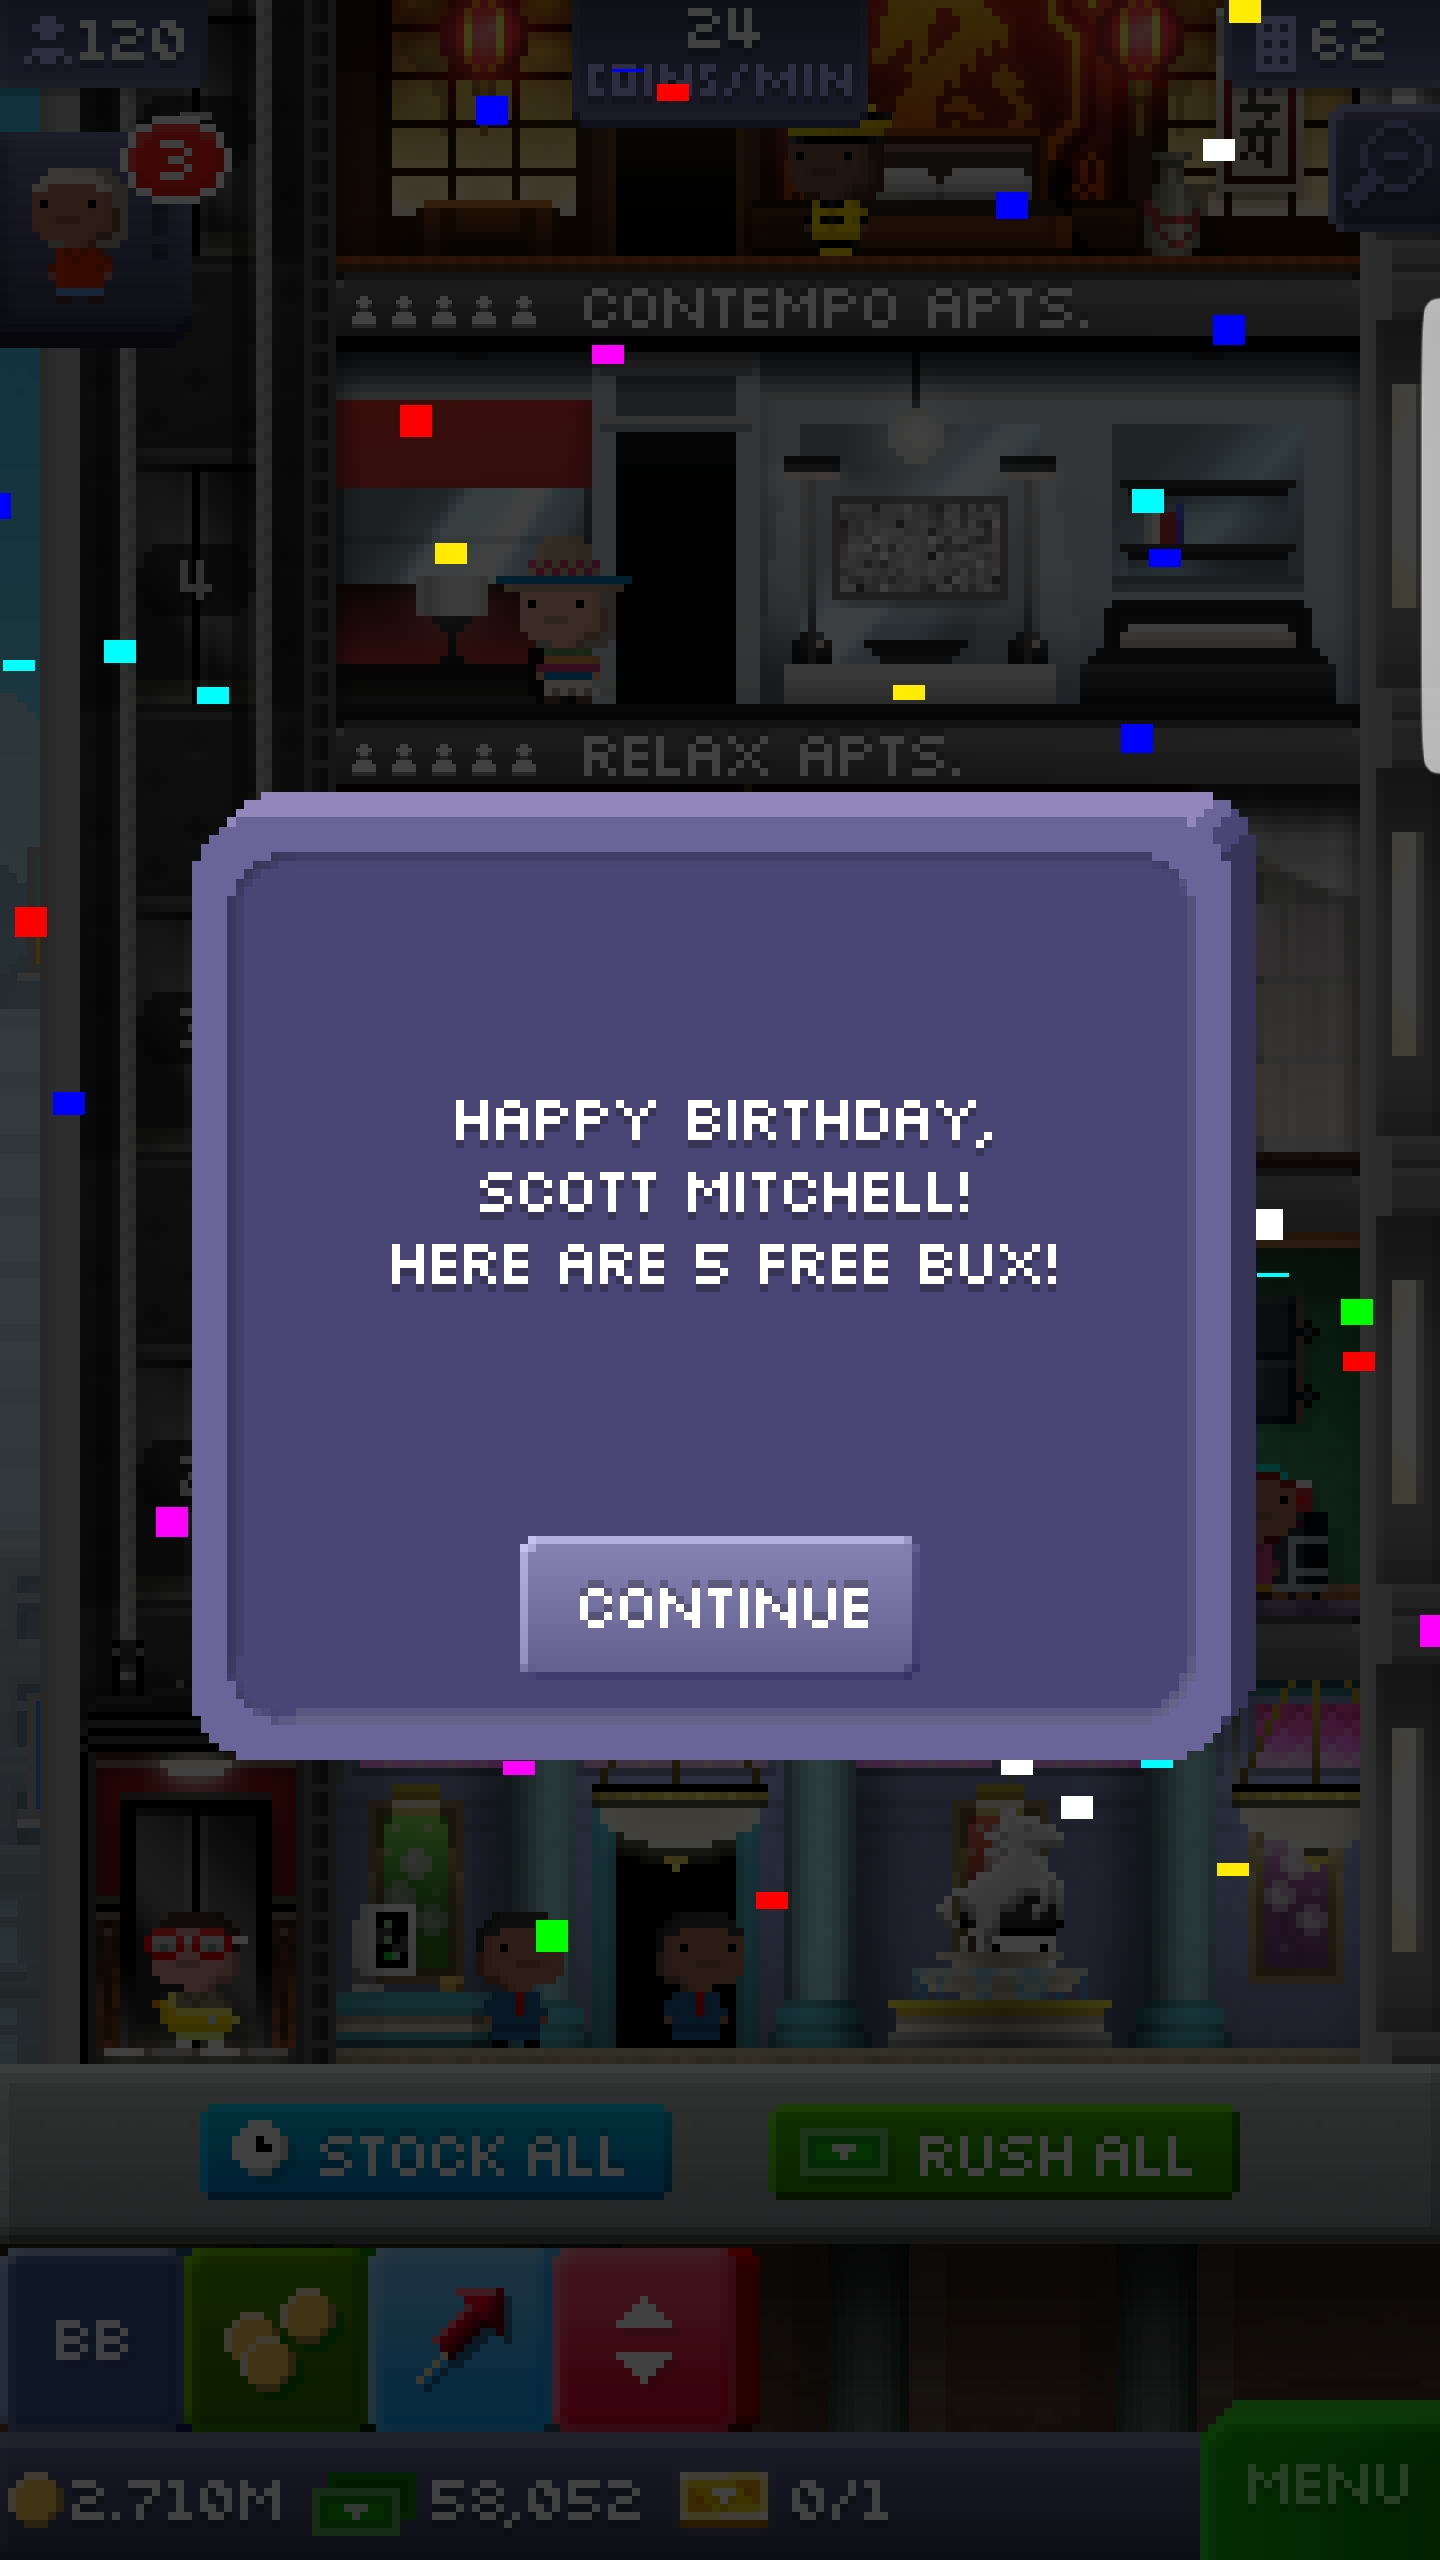 120
24
COINS/MIN
62
3
CONTEMPO APTS.
4
RELAX APTS.
HAPPY BIRTHDAY,
SCOTT MITCHELL!
HERE ARE 5 FREE BUX!
CONTINUE
STOCK ALL
RUSH ALL
BB
2.710M
58,052
0/1
MENU